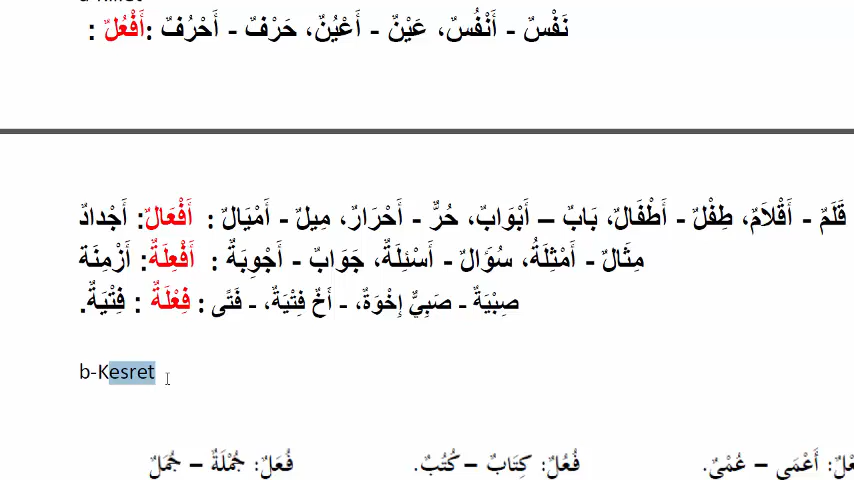 نَفْسٌ - أَنْفُسٌ، عَيْنٌ - أَعْيُنٌ، حَرْفٌ - أَحْرُفٌ :أَفْعُلٌ :
قَلَمٌ - أَقْلَامٌ، طِفْلٌ - أَطْفَالٌ، بَابٌ – أَبْوَابٌ، حُرٌّ - أَحْرَارٌ، مِيلٌ - أَمْيَالٌ : أَفْعَالٌ: أَجْدادٌ
مِثَالٌ - أَمْثِلَةُ، سُؤَالٌ - أَسْئِلَةٌ، جَوَابٌ - أَجْوِبَةٌ : أَفْعِلَةٌ: أَزْمِنَة
صِبْيَةٌ - صَبِيٌّ إِخْوَةٌ، - أَخٌ فِتْيَةٌ، - فَتًى : فِعْلَةٌ : فِتْيَةٌ.
b-Kesret
أَعْمَى – عُمْيٌ. فُعُلٌ: كِتَابٌ – كُتُبٌ. فُعَلٌ: جُمْلَةٌ – جُمَلٌ